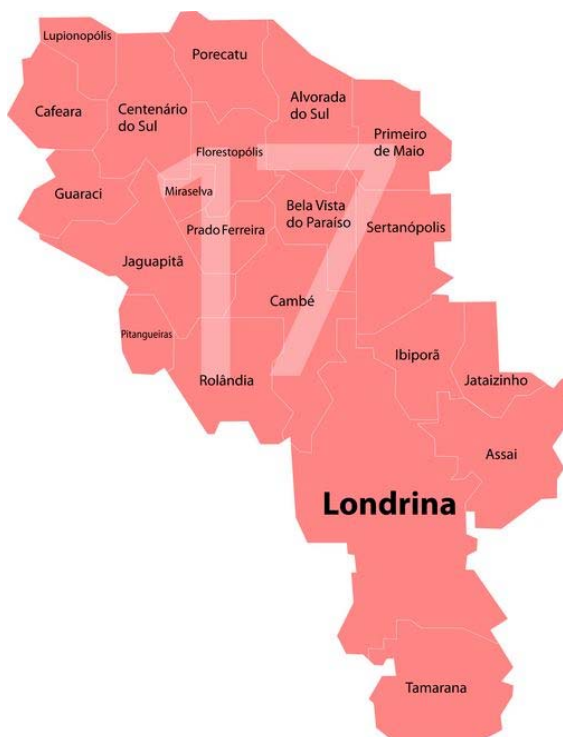 Lupionopólis
Porecatu
Cafeara
Centenário
do Sul
Alvorada
do Sul
Primeiro
de Maio
Florestopólis
17
Guaraci
Miraselva
Bela Vista
do Paraíso
Prado Ferreira
Sertanópolis
Jaguapitã
Cambé
Pitangueiras
Rolândia
Ibiporã
Jataizinho
Assai
Londrina
Tamarana